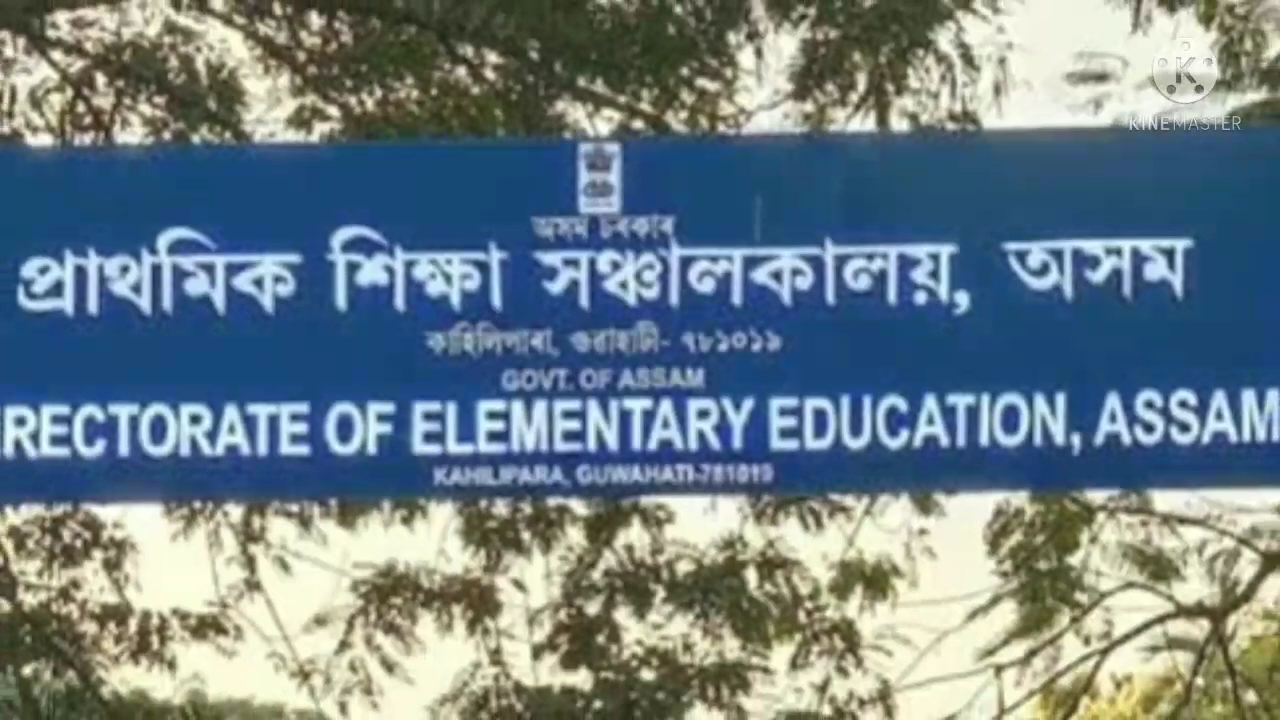 KINEMASTER
অসম চৰকাৰ
প্ৰাথমিক শিক্ষা সঞ্চালকালয়, অসম
কাহিলিপাৰা, গুৱাহাটী- ৭৮১০১৯
GOVT. OF ASSAM
IRECTORATE OF ELEMENTARY EDUCATION, ASSAM
KAHILIPARA, GUWAHATI-781019